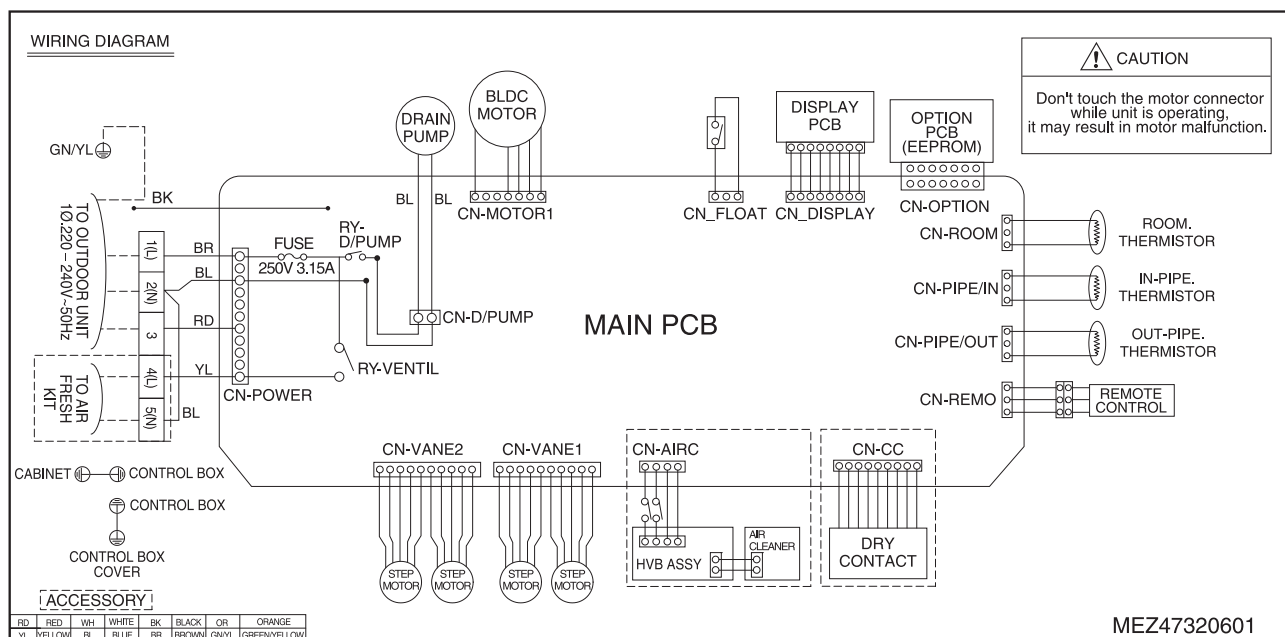 WIRING DIAGRAM
CAUTION
Don't touch the motor connector
while unit is operating,
it may result in motor malfunction.
GN/YL
DRAIN
PUMP
BLDC
MOTOR
DISPLAY
PCB
OPTION
PCB
(EEPROM)
BK
BL
BL
CN-MOTOR1
CN_FLOAT
CN_DISPLAY
CN-OPTION
TO OUTDOOR UNIT
1Ø,220 – 240V~50Hz
1(L)
2(N)
3
4(L)
5(N)
TO AIR
FRESH
KIT
BR
BL
RD
YL
BL
FUSE
250V 3.15A
RY-
D/PUMP
CN-POWER
RY-VENTIL
CN-D/PUMP
MAIN PCB
CN-ROOM
ROOM.
THERMISTOR
CN-PIPE/IN
IN-PIPE.
THERMISTOR
CN-PIPE/OUT
OUT-PIPE.
THERMISTOR
CN-REMO
REMOTE
CONTROL
CABINET
CONTROL BOX
CONTROL BOX
CONTROL BOX
COVER
CN-VANE2
CN-VANE1
CN-AIRC
CN-CC
STEP
MOTOR
STEP
MOTOR
STEP
MOTOR
STEP
MOTOR
HVB ASSY
AIR
CLEANER
DRY
CONTACT
ACCESSORY
RD RED WH WHITE BK BLACK OR ORANGE
YL YELLOW BL BLUE BR BROWN GN/YL GREEN/YELLOW
MEZ47320601